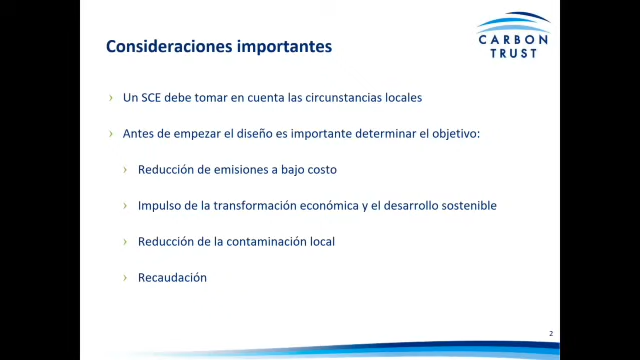 Consideraciones importantes
CARBON
TRUST
Un SCE debe tomar en cuenta las circunstancias locales
Antes de empezar el diseño es importante determinar el objetivo:
Reducción de emisiones a bajo costo
Impulso de la transformación económica y el desarrollo sostenible
Reducción de la contaminación local
Recaudación
2